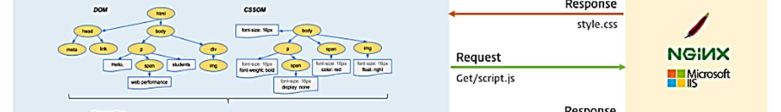 DOM
CSSOM
html
head
body
meta
link
p
div
Hello,
span
students
img
web performance
body
font-size: 16px
p
span
img
font-size: 16px
font-weight: bold
span
font-size: 16px
color: red
font-size: 16px
float: right
font-size: 16px
display: none
Response
style.css
Request
Get/script.js
Response
NGiNX
Microsoft
IIS